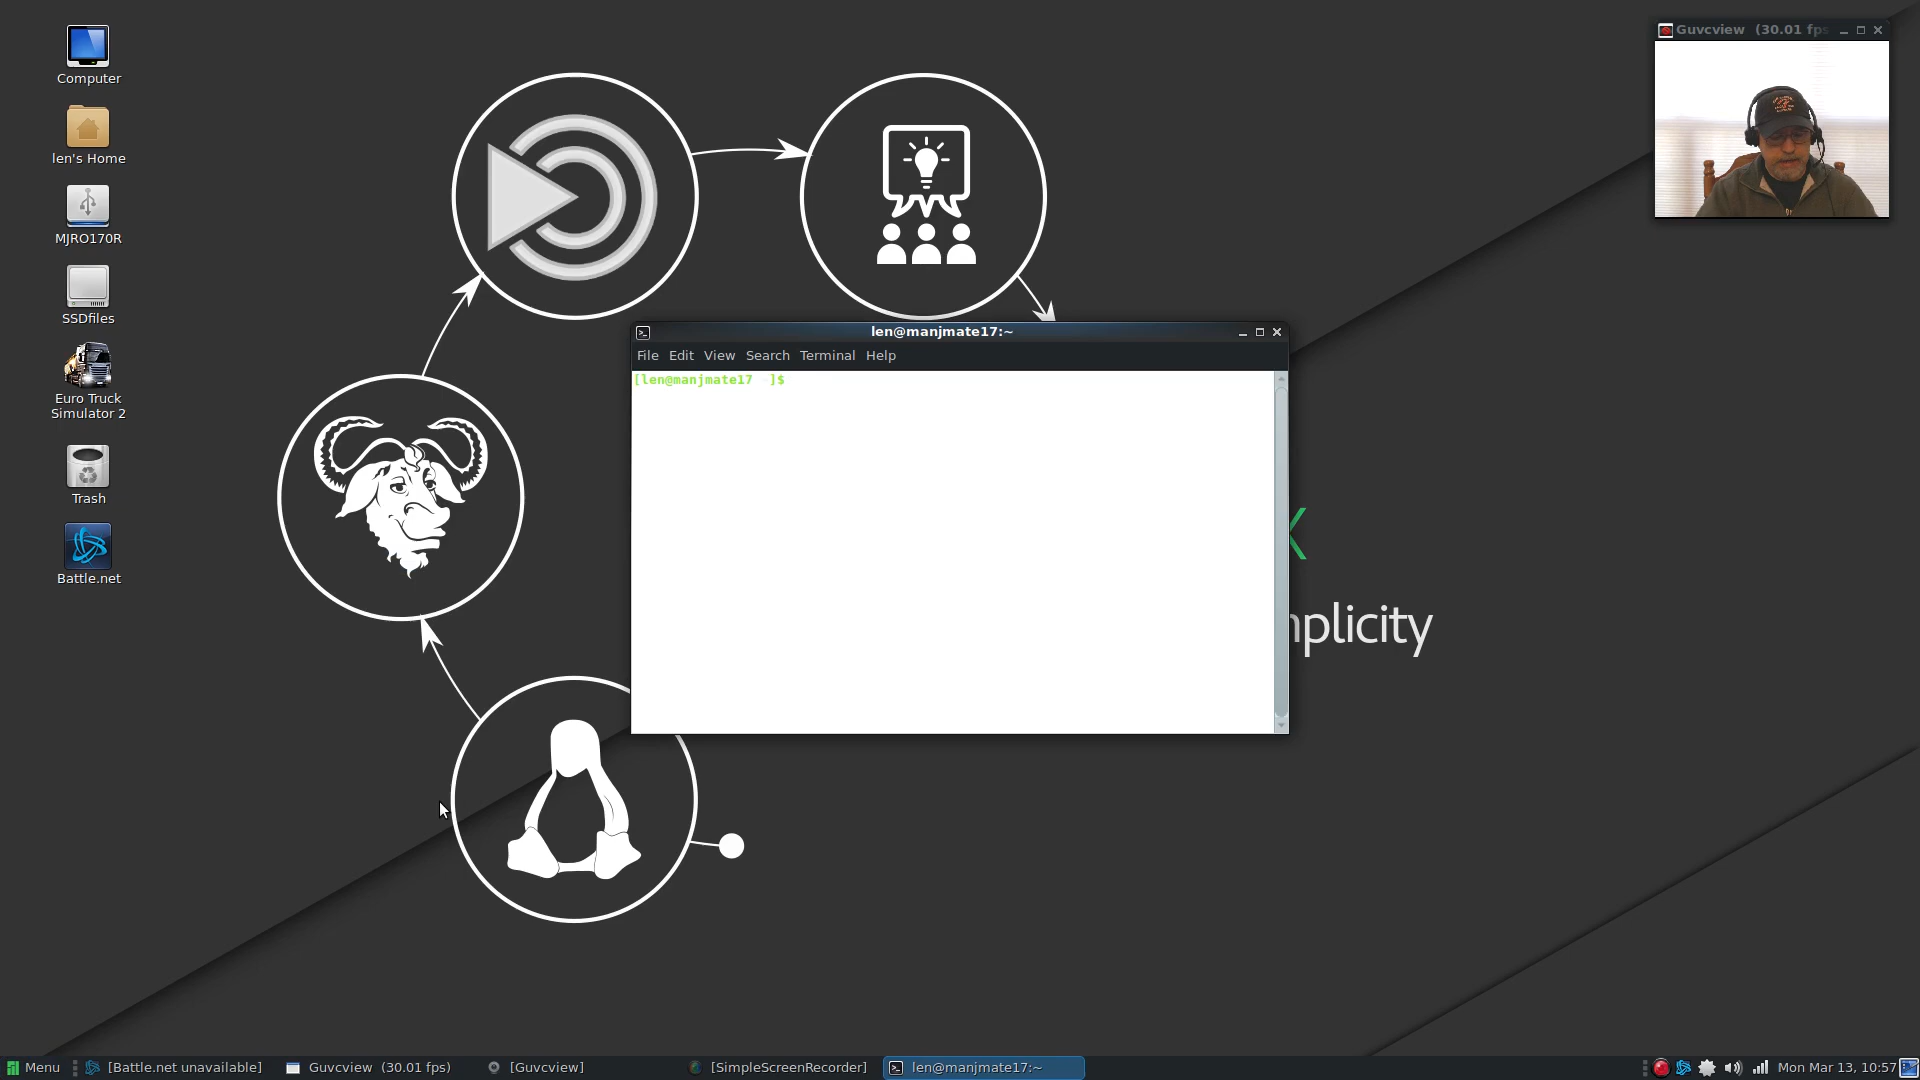 Computer
len's Home
MJRO170R
SSDfiles
Euro Truck
Simulator 2
Trash
Battle.net
Guvcview (30.01 fps
len@manjmate17:~
File Edit View Search Terminal Help
[len@manjmate17 ]$
X
nplicity
Menu
[Battle.net unavailable]
Guvcview (30.01 fps)
[Guvcview]
[SimpleScreenRecorder]
len@manjmate17:~
Mon Mar 13, 10:57